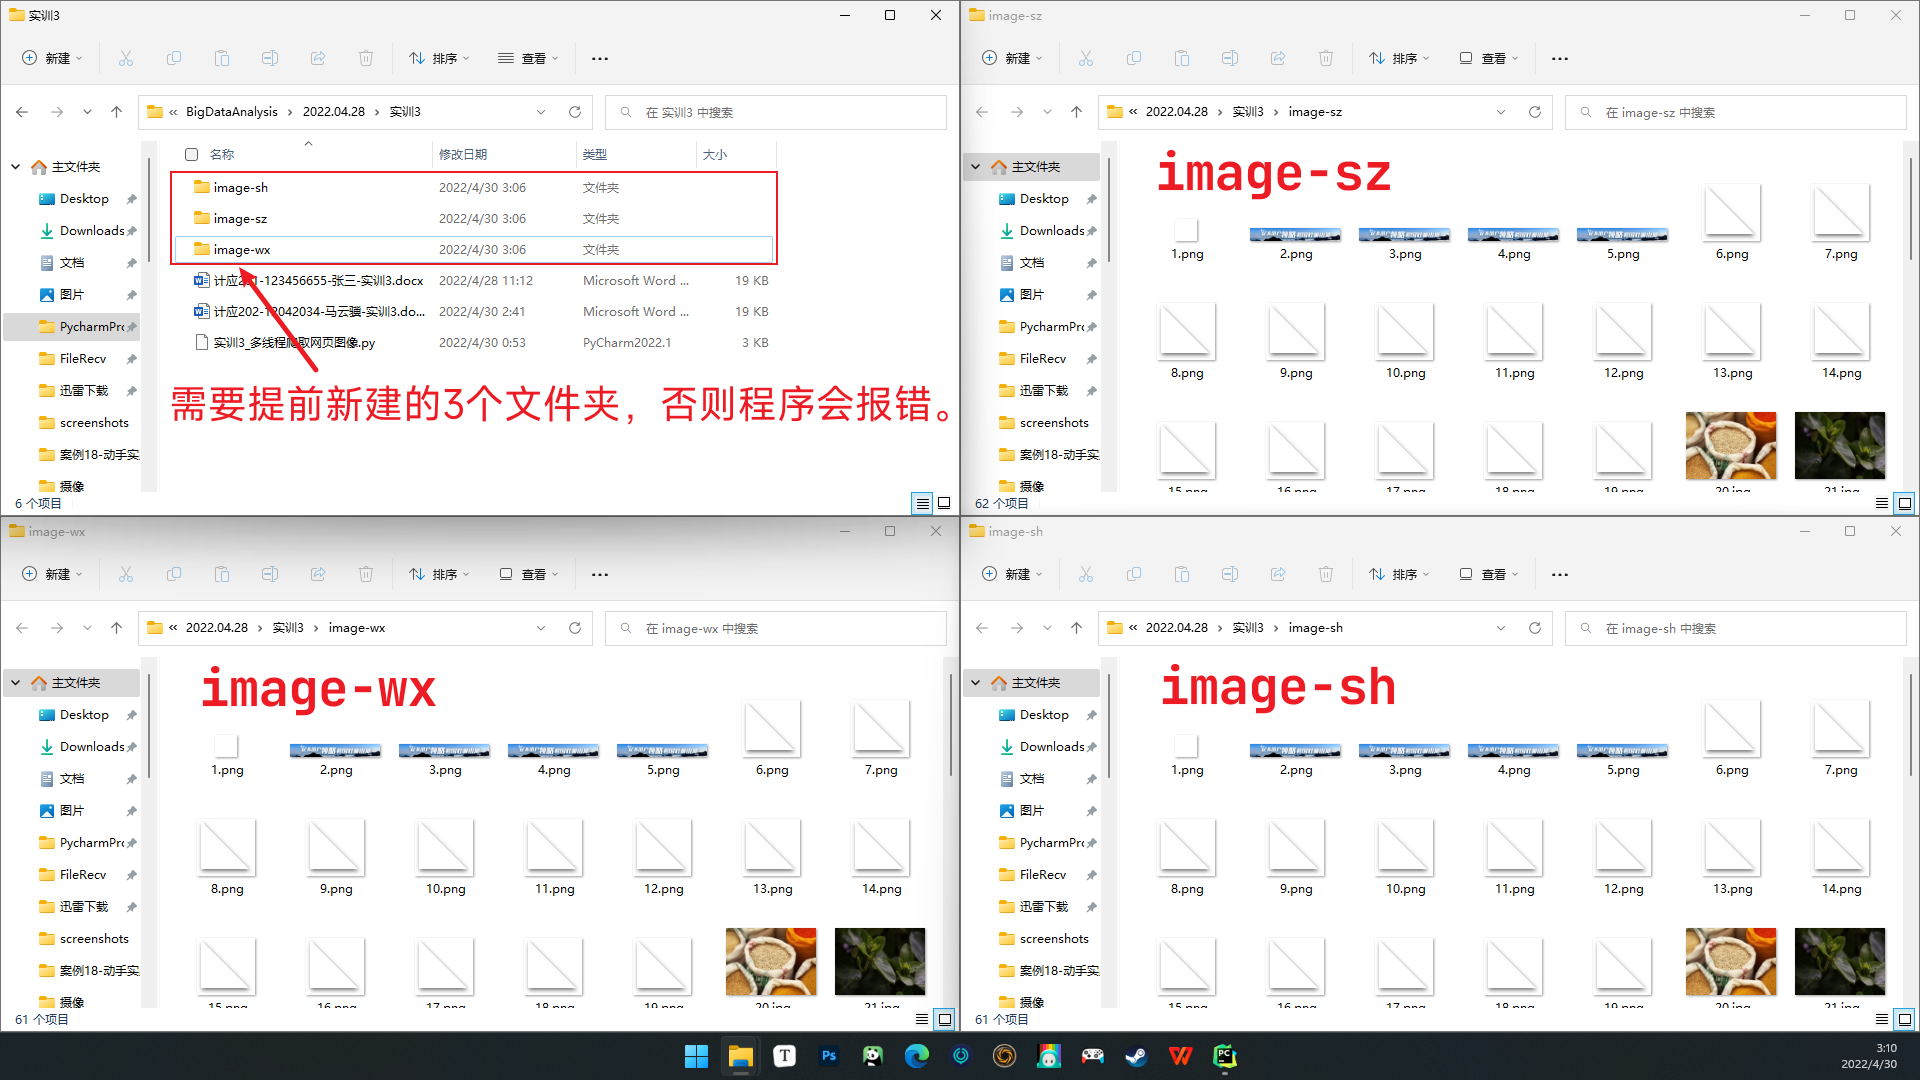 实训3
新建
排序
查看
BigDataAnalysis
2022.04.28
实训3
在 实训3 中搜索
主文件夹
Desktop
Downloads
文档
图片
PycharmPrc
FileRecv
迅雷下载
screenshots
案例18-动手实
摄像
名称 修改日期 类型 大小
image-sh 2022/4/30 3:06 文件夹
image-sz 2022/4/30 3:06 文件夹
image-wx 2022/4/30 3:06 文件夹
计应201-123456655-张三-实训3.docx 2022/4/28 11:12 Microsoft Word ... 19 KB
计应202-12042034-马云骥-实训3.do... 2022/4/30 2:41 Microsoft Word ... 19 KB
实训3_多线程爬取网页图像.py 2022/4/30 0:53 PyCharm2022.1 3 KB
需要提前新建的3个文件夹，否则程序会报错。
6 个项目
image-sz
新建
排序
查看
2022.04.28
实训3
image-sz
在 image-sz 中搜索
主文件夹
Desktop
Downloads
文档
图片
PycharmPrc
FileRecv
迅雷下载
screenshots
案例18-动手实
摄像
image-sz
1.png 2.png 3.png 4.png 5.png 6.png 7.png
8.png 9.png 10.png 11.png 12.png 13.png 14.png
15.png 16.png 17.png 18.png 19.png 20.jpg 21.jpg
62 个项目
image-wx
新建
排序
查看
2022.04.28
实训3
image-wx
在 image-wx 中搜索
主文件夹
Desktop
Downloads
文档
图片
PycharmPrc
FileRecv
迅雷下载
screenshots
案例18-动手实
摄像
image-wx
1.png 2.png 3.png 4.png 5.png 6.png 7.png
8.png 9.png 10.png 11.png 12.png 13.png 14.png
15.png 16.png 17.png 18.png 19.png 20.jpg 21.jpg
61 个项目
image-sh
新建
排序
查看
2022.04.28
实训3
image-sh
在 image-sh 中搜索
主文件夹
Desktop
Downloads
文档
图片
PycharmPrc
FileRecv
迅雷下载
screenshots
案例18-动手实
摄像
image-sh
1.png 2.png 3.png 4.png 5.png 6.png 7.png
8.png 9.png 10.png 11.png 12.png 13.png 14.png
15.png 16.png 17.png 18.png 19.png 20.jpg 21.jpg
61 个项目
T
Ps
PC
3:10
2022/4/30